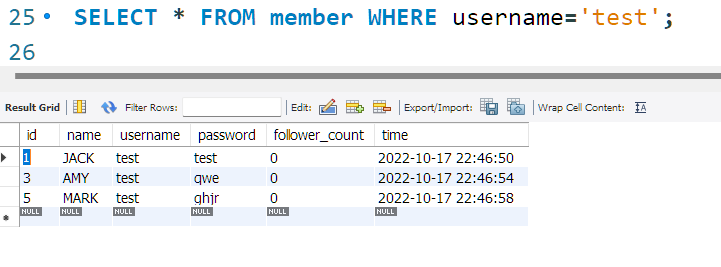 25 SELECT * FROM member WHERE username='test';
26
Result Grid Filter Rows: Edit: Export/Import: Wrap Cell Content: IA
id name username password follower_count time
1 JACK test test 0 2022-10-17 22:46:50
3 AMY test qwe 0 2022-10-17 22:46:54
5 MARK test ghjr 0 2022-10-17 22:46:58
* NULL NULL NULL NULL NULL NULL